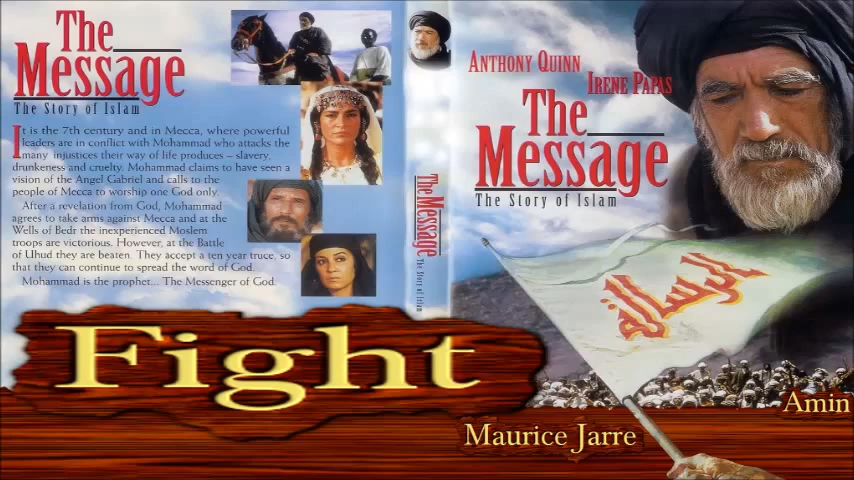 The
Message
The Story of Islam
It is the 7th century and in Mecca, where powerful
leaders are in conflict with Mohammad who attacks the
many injustices their way of life produces – slavery,
drunkeness and cruelty. Mohammad claims to have seen a
vision of the Angel Gabriel and calls to the
people of Mecca to worship one God only.
After a revelation from God, Mohammad
agrees to take arms against Mecca and at the
Wells of Bedr the inexperienced Moslem
troops are victorious. However, at the Battle
of Uhud they are beaten. They accept a ten year truce, so
that they can continue to spread the word of God.
Mohammad is the prophet... The Messenger of God.
The Message
The Story of Islam
ANTHONY QUINN
IRENE PAPAS
The
Message
The Story of Islam
الرسالة
Fight
Maurice Jarre
Amin